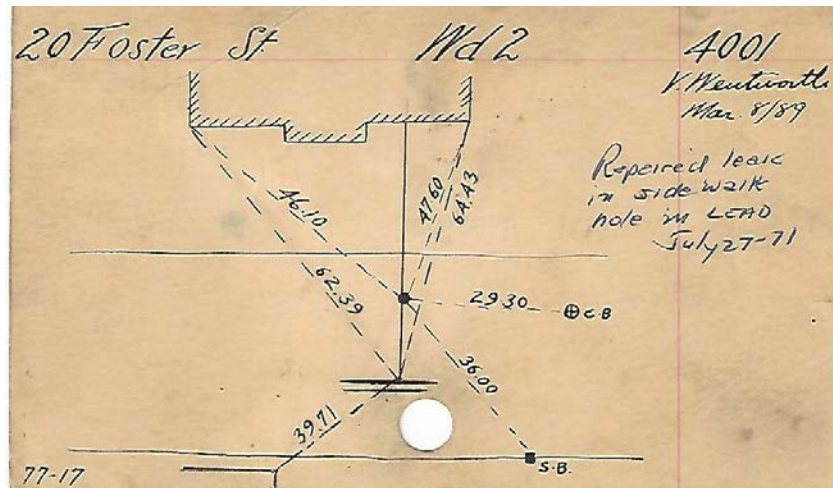 20 Foster St Wd 2 4001
V. Wentworth
Mar. 8/89
Repaired leak
in sidewalk
hole in LEAD
July 27-71
46.10
47.60
64.43
62.39
29.30
C.B
36.00
39.71
S.B.
77-17